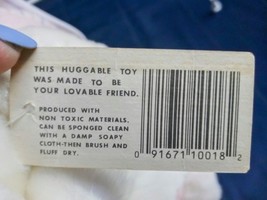 THIS HUGGABLE TOY
WAS MADE TO BE
YOUR LOVABLE FRIEND.
PRODUCED WITH
NON TOXIC MATERIALS.
CAN BE SPONGED CLEAN
WITH A DAMP SOAPY
CLOTH-THEN BRUSH AND
FLUFF DRY.
0 91671 10018 2